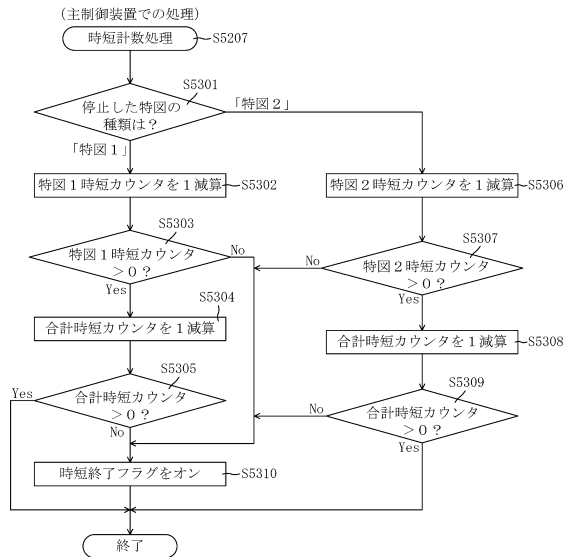 (主制御装置での処理)
時短計数処理
S5207
S5301
停止した特図の
種類は？
「特図２」
「特図１」
特図１時短カウンタを１減算
S5302
特図２時短カウンタを１減算
S5306
S5303
特図１時短カウンタ
＞０？
No
Yes
S5307
特図２時短カウンタ
＞０？
No
Yes
S5304
合計時短カウンタを１減算
合計時短カウンタを１減算
S5308
S5305
合計時短カウンタ
＞０？
Yes
No
S5309
合計時短カウンタ
＞０？
No
Yes
時短終了フラグをオン
S5310
終了